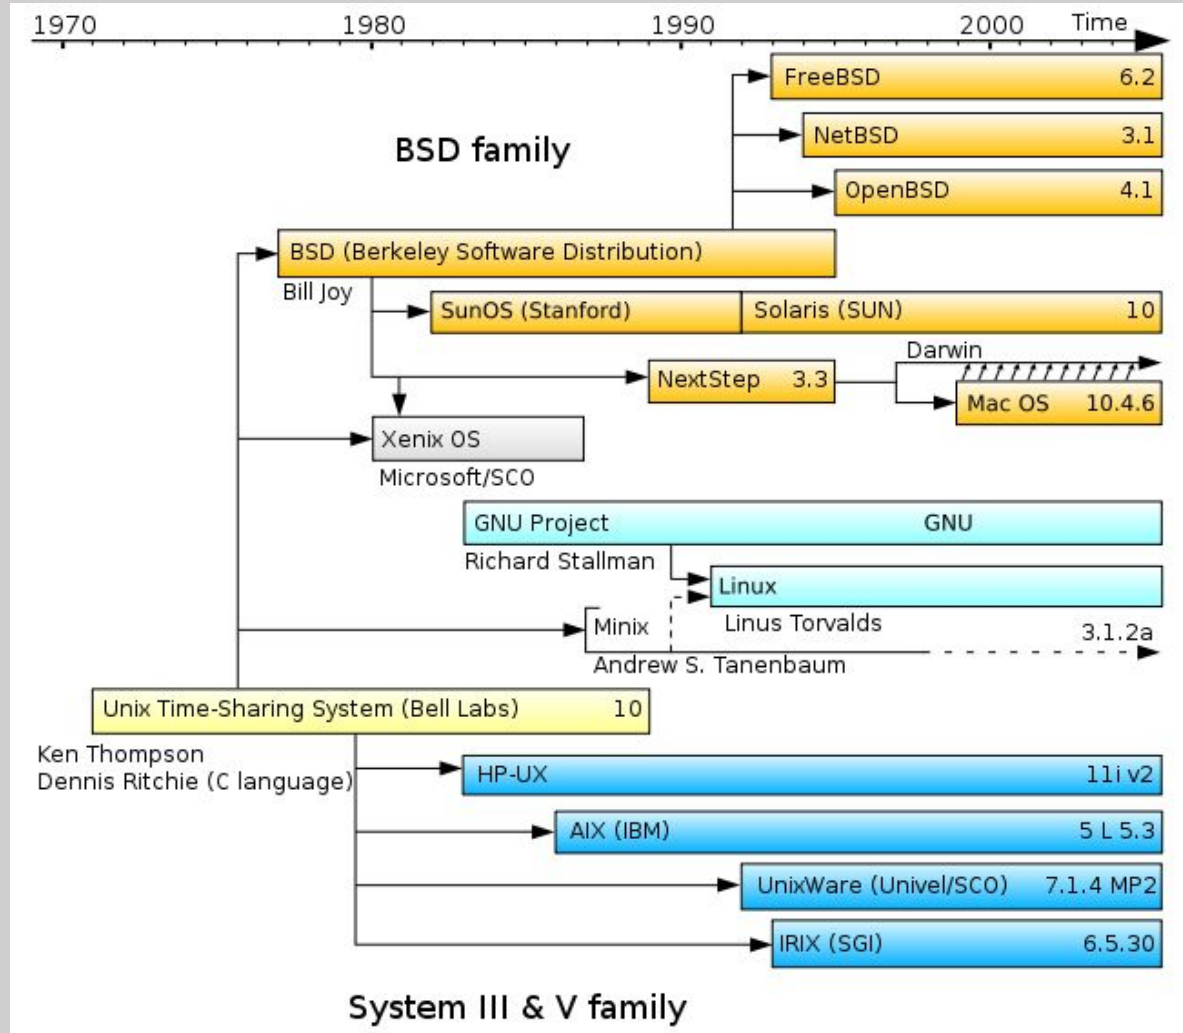 1970 1980 1990 2000 Time
FreeBSD 6.2
BSD family
NetBSD 3.1
OpenBSD 4.1
BSD (Berkeley Software Distribution)
Bill Joy
SunOS (Stanford) Solaris (SUN) 10
Darwin
NextStep 3.3
Mac OS 10.4.6
Xenix OS
Microsoft/SCO
GNU Project GNU
Richard Stallman
Linux
Linus Torvalds
Minix
3.1.2a
Andrew S. Tanenbaum
Unix Time-Sharing System (Bell Labs) 10
Ken Thompson
Dennis Ritchie (C language)
HP-UX 11i v2
AIX (IBM) 5 L 5.3
UnixWare (Univel/SCO) 7.1.4 MP2
IRIX (SGI) 6.5.30
System III & V family